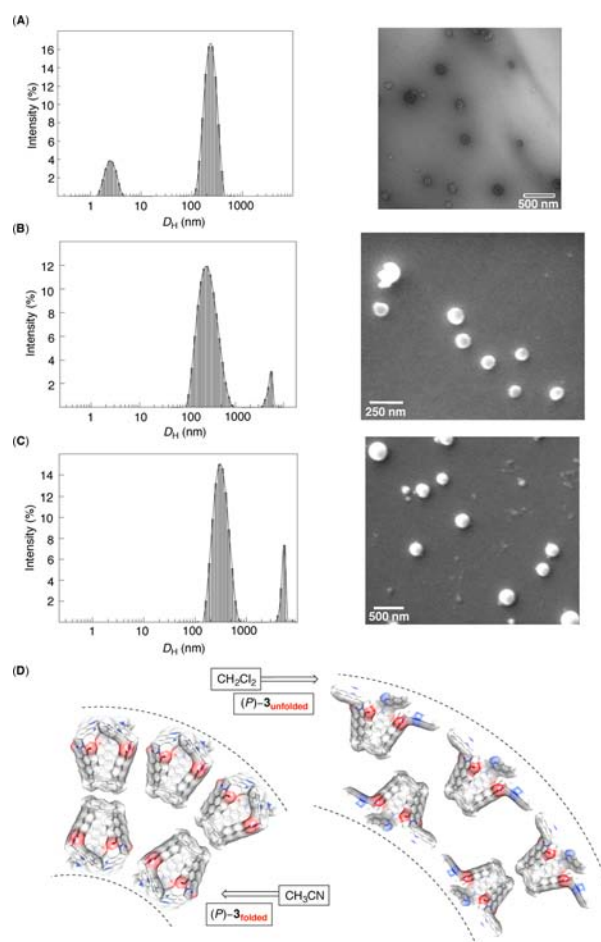 (A)
16
14
12
10
8
6
4
2
Intensity (%)
1 10 100 1000
D_H (nm)
500 nm
(B)
12
10
8
6
4
2
Intensity (%)
1 10 100 1000
D_H (nm)
250 nm
(C)
14
12
10
8
6
4
2
Intensity (%)
1 10 100 1000
D_H (nm)
500 nm
(D)
CH₂Cl₂
(P)-3unfolded
CH₃CN
(P)-3folded